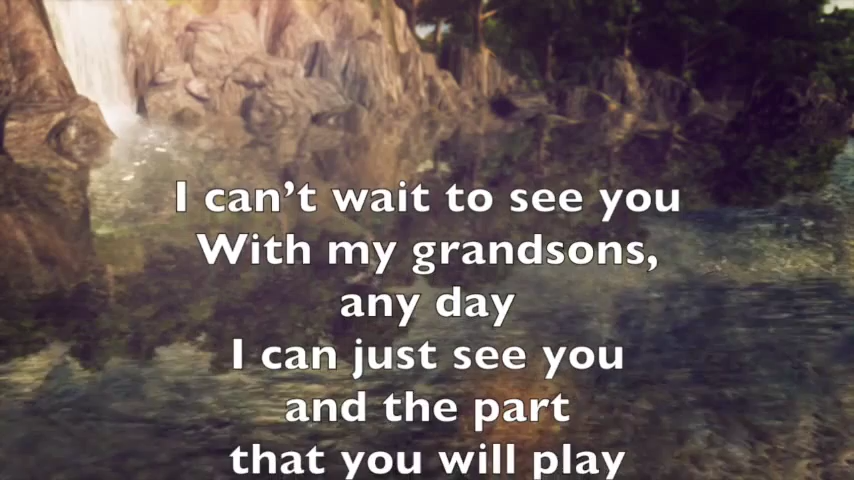 I can’t wait to see you
With my grandsons,
any day
I can just see you
and the part
that you will play